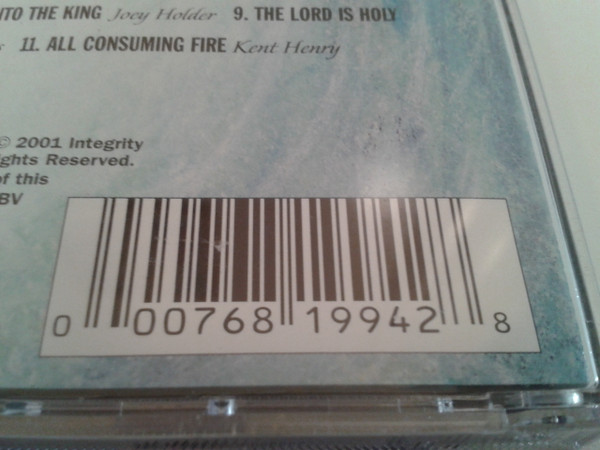 TO THE KING Joey Holder 9. THE LORD IS HOLY
11. ALL CONSUMING FIRE Kent Henry
© 2001 Integrity
ghts Reserved.
of this
BV
0 00768 19942 8